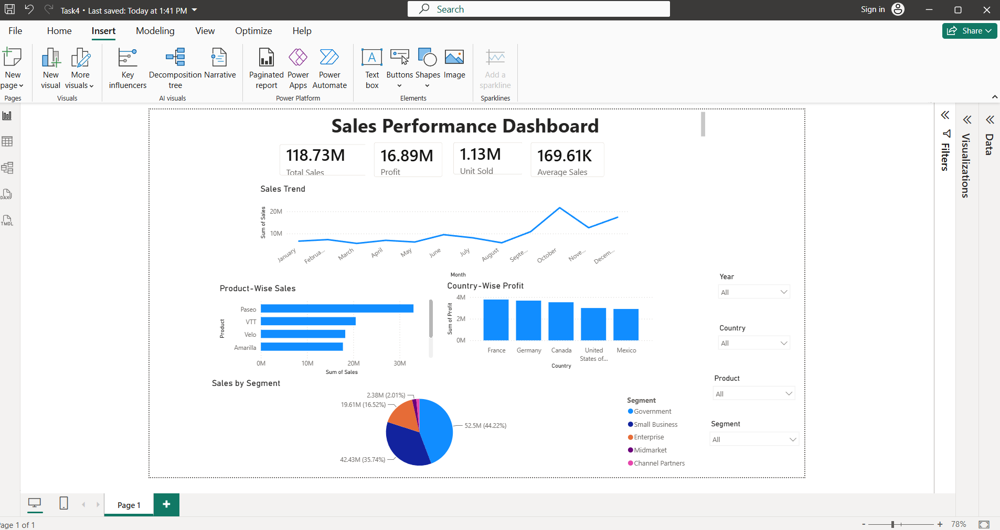 Task4 • Last saved: Today at 1:41 PM
Search
Sign in
File Home Insert Modeling View Optimize Help
Share
New page
New visual
More visuals
Key influencers
Decomposition tree
Narrative
Paginated report
Power Apps
Power Automate
Text box
Buttons
Shapes
Image
Add a sparkline
Pages
Visuals
AI visuals
Power Platform
Elements
Sparklines
DAX
TMDL
Sales Performance Dashboard
118.73M
Total Sales
16.89M
Profit
1.13M
Unit Sold
169.61K
Average Sales
Sales Trend
Sum of Sales
20M
10M
January Februa... March April May June July August Septe... October Nove... Decem...
Month
Product-Wise Sales
Product
Paseo
VTT
Velo
Amarilla
0M 10M 20M 30M
Sum of Sales
Country-Wise Profit
Sum of Profit
4M
2M
0M
France Germany Canada United States of... Mexico
Country
Sales by Segment
2.38M (2.01%)
19.61M (16.52%)
52.5M (44.22%)
42.43M (35.74%)
Segment
Government
Small Business
Enterprise
Midmarket
Channel Partners
Year
All
Country
All
Product
All
Segment
All
Filters
Visualizations
Data
Page 1
+
age 1 of 1
- + 78%